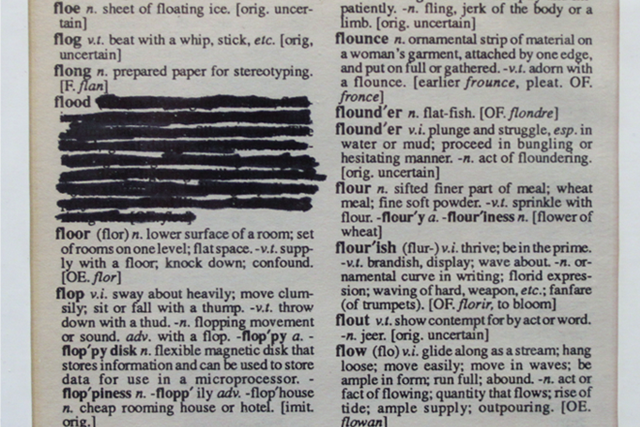 floe n. sheet of floating ice. [orig. uncer-
tain]
flog v.t. beat with a whip, stick, etc. [orig,
uncertain]
flong n. prepared paper for stereotyping.
[F. flan]
flood
floor (flor) n. lower surface of a room; set
of rooms on one level; flat space. -v.t. supp-
ly with a floor; knock down; confound.
[OE. flor]
flop v.i. sway about heavily; move clum-
sily; sit or fall with a thump. -v.t. throw
down with a thud. -n. flopping movement
or sound. adv. with a flop. -flop'py a. -
flop'py disk n. flexible magnetic disk that
stores information and can be used to store
data for use in a microprocessor. -
flop'piness n. -flopp' ily adv. -flop'house
n. cheap rooming house or hotel. [imit.
orig.]
patiently. -n. fling, jerk of the body or a
limb. [orig. uncertain]
flounce n. ornamental strip of material on
a woman's garment, attached by one edge,
and put on full or gathered. -v.t. adorn with
a flounce. [earlier frounce, pleat. OF.
fronce]
flound'er n. flat-fish. [OF. flondre]
flound'er v.i. plunge and struggle, esp. in
water or mud; proceed in bungling or
hesitating manner. -n. act of floundering.
[orig. uncertain]
flour n. sifted finer part of meal; wheat
meal; fine soft powder. -v.t. sprinkle with
flour. -flour'y a. -flour'iness n. [flower of
wheat]
flour'ish (flur-) v.i. thrive; be in the prime.
-v.t. brandish, display; wave about. -n. or-
namental curve in writing; florid expres-
sion; waving of hard, weapon, etc.; fanfare
(of trumpets). [OF. florir, to bloom]
flout v.t. show contempt for by act or word.
-n. jeer. [orig. uncertain]
flow (flo) v.i. glide along as a stream; hang
loose; move easily; move in waves; be
ample in form; run full; abound. -n. act or
fact of flowing; quantity that flows; rise of
tide; ample supply; outpouring. [OE.
flowan]